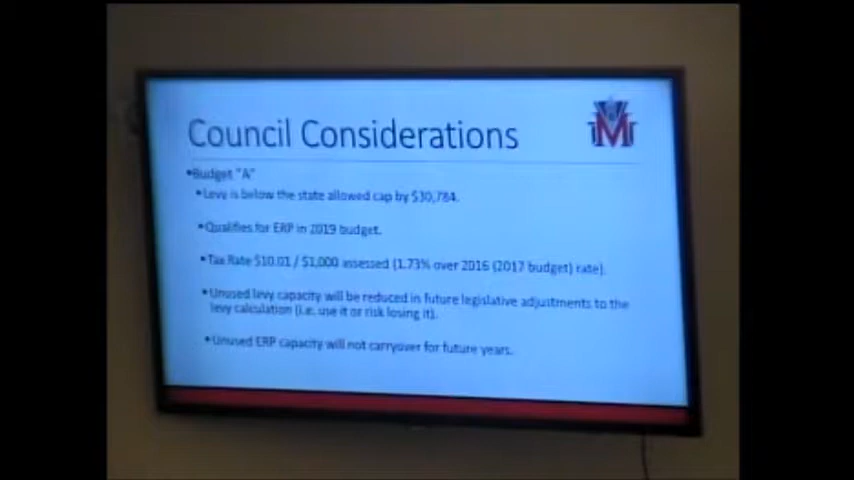 Council Considerations
•Budget "A"
•Levy is below the state allowed cap by $30,784.
•Qualifies for ERP in 2019 budget.
•Tax Rate $10.01 / $1,000 assessed (1.73% over 2016 (2017 budget) rate).
•Unused levy capacity will be reduced in future legislative adjustments to the
levy calculation (i.e. use it or risk losing it).
•Unused ERP capacity will not carryover for future years.